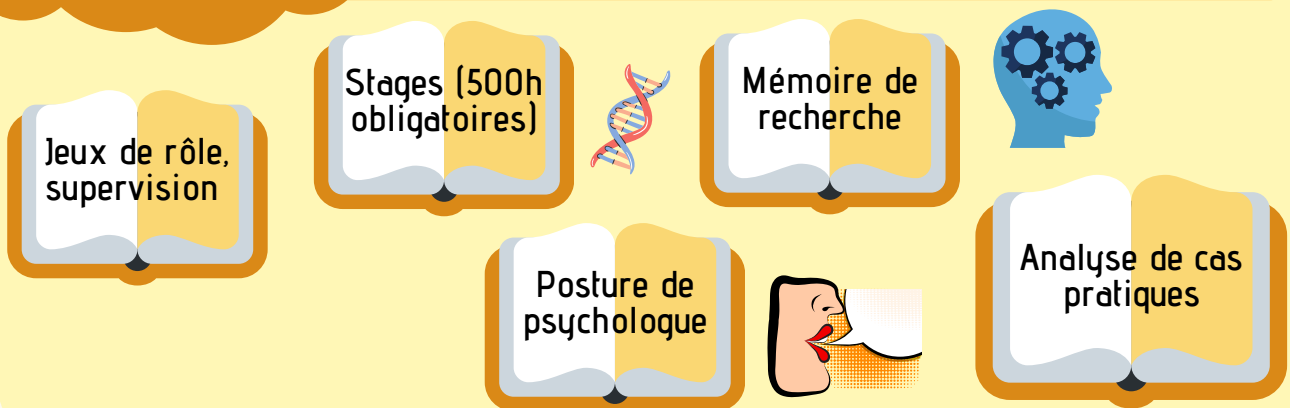 Jeux de rôle,
supervision
Stages (500h
obligatoires)
Mémoire de
recherche
Posture de
psychologue
Analyse de cas
pratiques